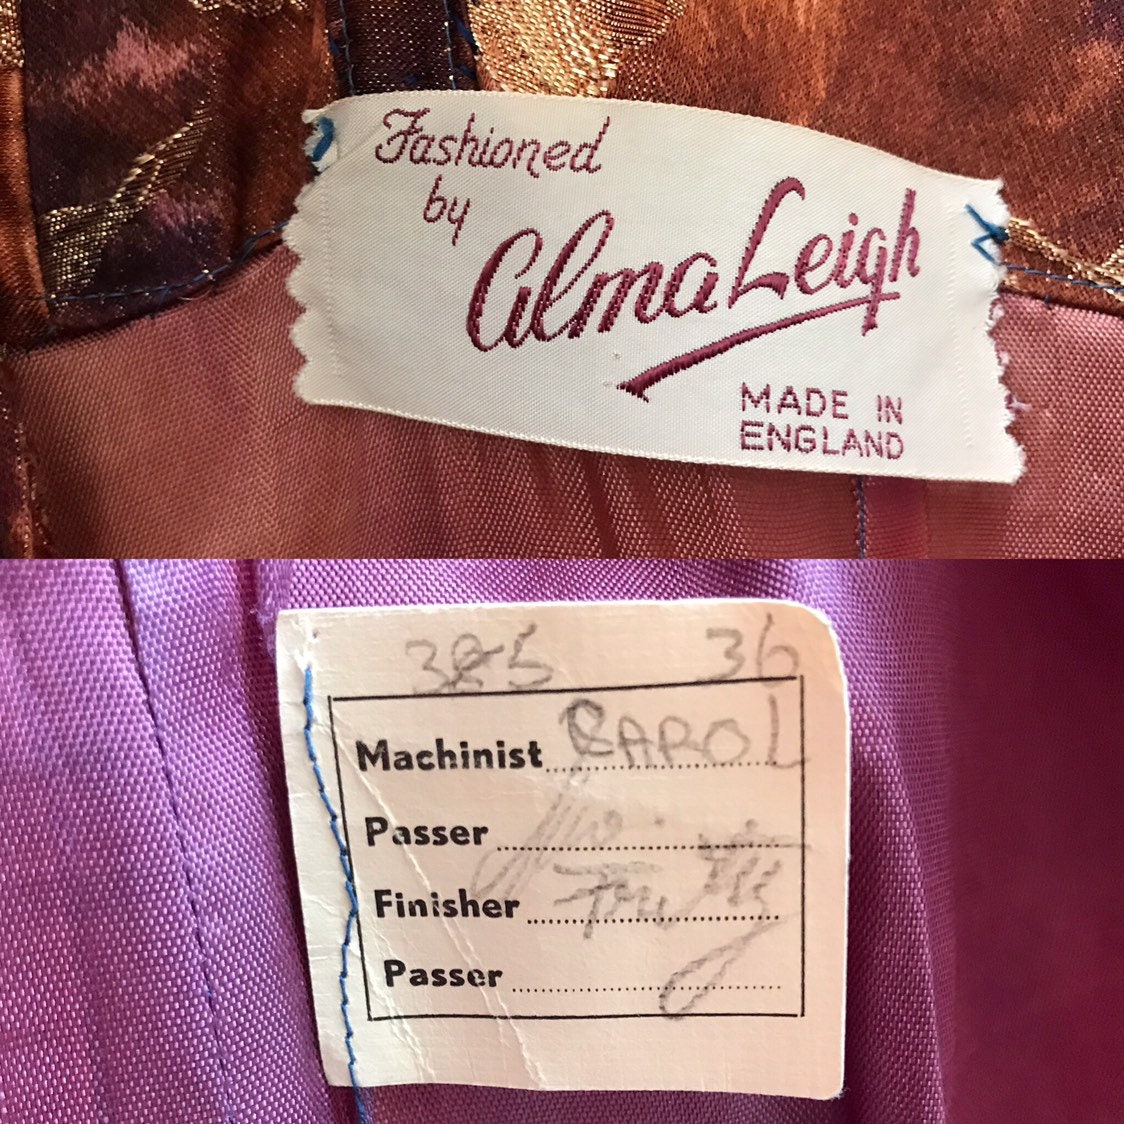 Fashioned
by
Alma Leigh
MADE IN
ENGLAND
36
Machinist CAROL
Passer
Finisher
Passer